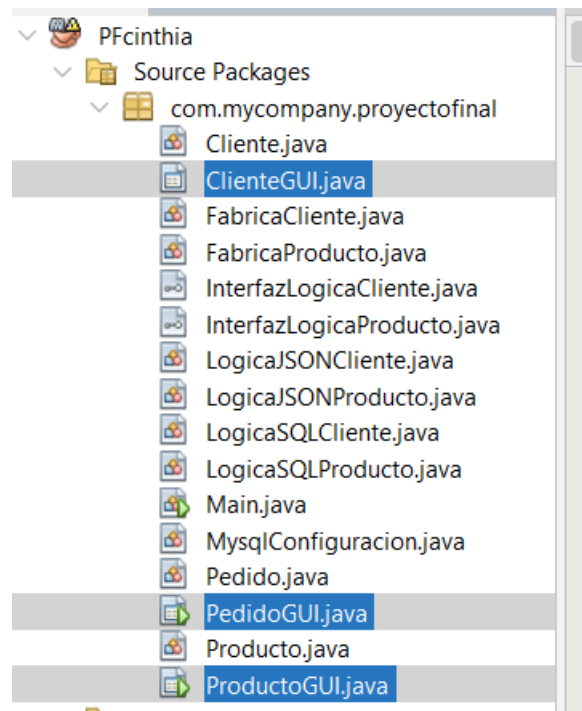 PFcinthia
Source Packages
com.mycompany.proyectofinal
Cliente.java
ClienteGUI.java
FabricaCliente.java
FabricaProducto.java
InterfazLogicaCliente.java
InterfazLogicaProducto.java
LogicaJSONCliente.java
LogicaJSONProducto.java
LogicaSQLCliente.java
LogicaSQLProducto.java
Main.java
MysqlConfiguracion.java
Pedido.java
PedidoGUI.java
Producto.java
ProductoGUI.java